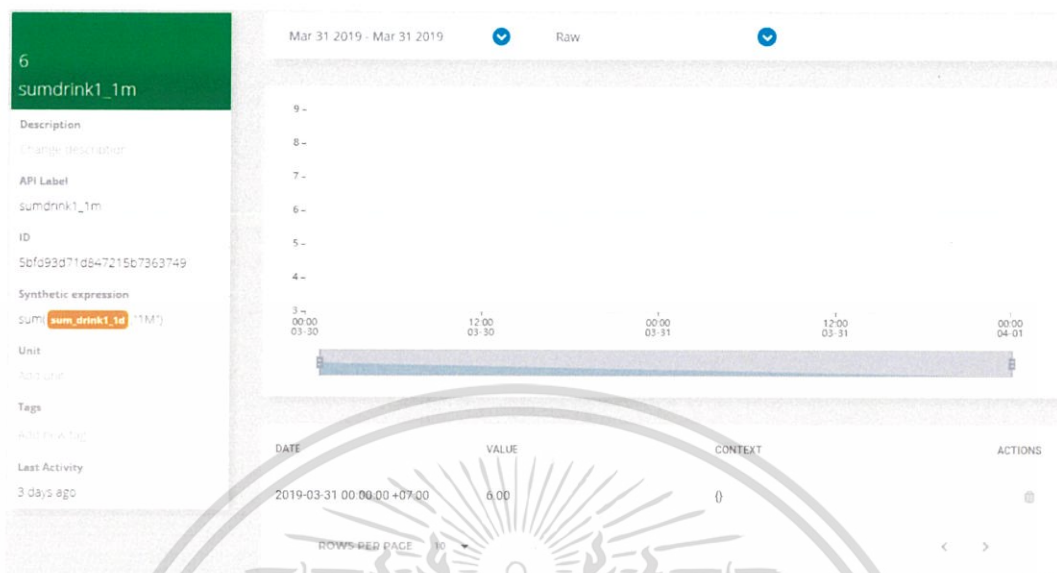 6
sumdrink1_1m
Description
Change description
API Label
sumdrink1_1m
ID
5bfd93d71d847215b7363749
Synthetic expression
sum( sum_drink1_1d ,"1M")
Unit
Add unit
Tags
Add new tag
Last Activity
3 days ago
Mar 31 2019 - Mar 31 2019
Raw
9
8
7
6
5
4
3
00:00 12:00 00:00 12:00 00:00
03-30 03-30 03-31 03-31 04-01
DATE VALUE CONTEXT ACTIONS
2019-03-31 00:00:00 +07:00 6.00 {}
ROWS PER PAGE 10